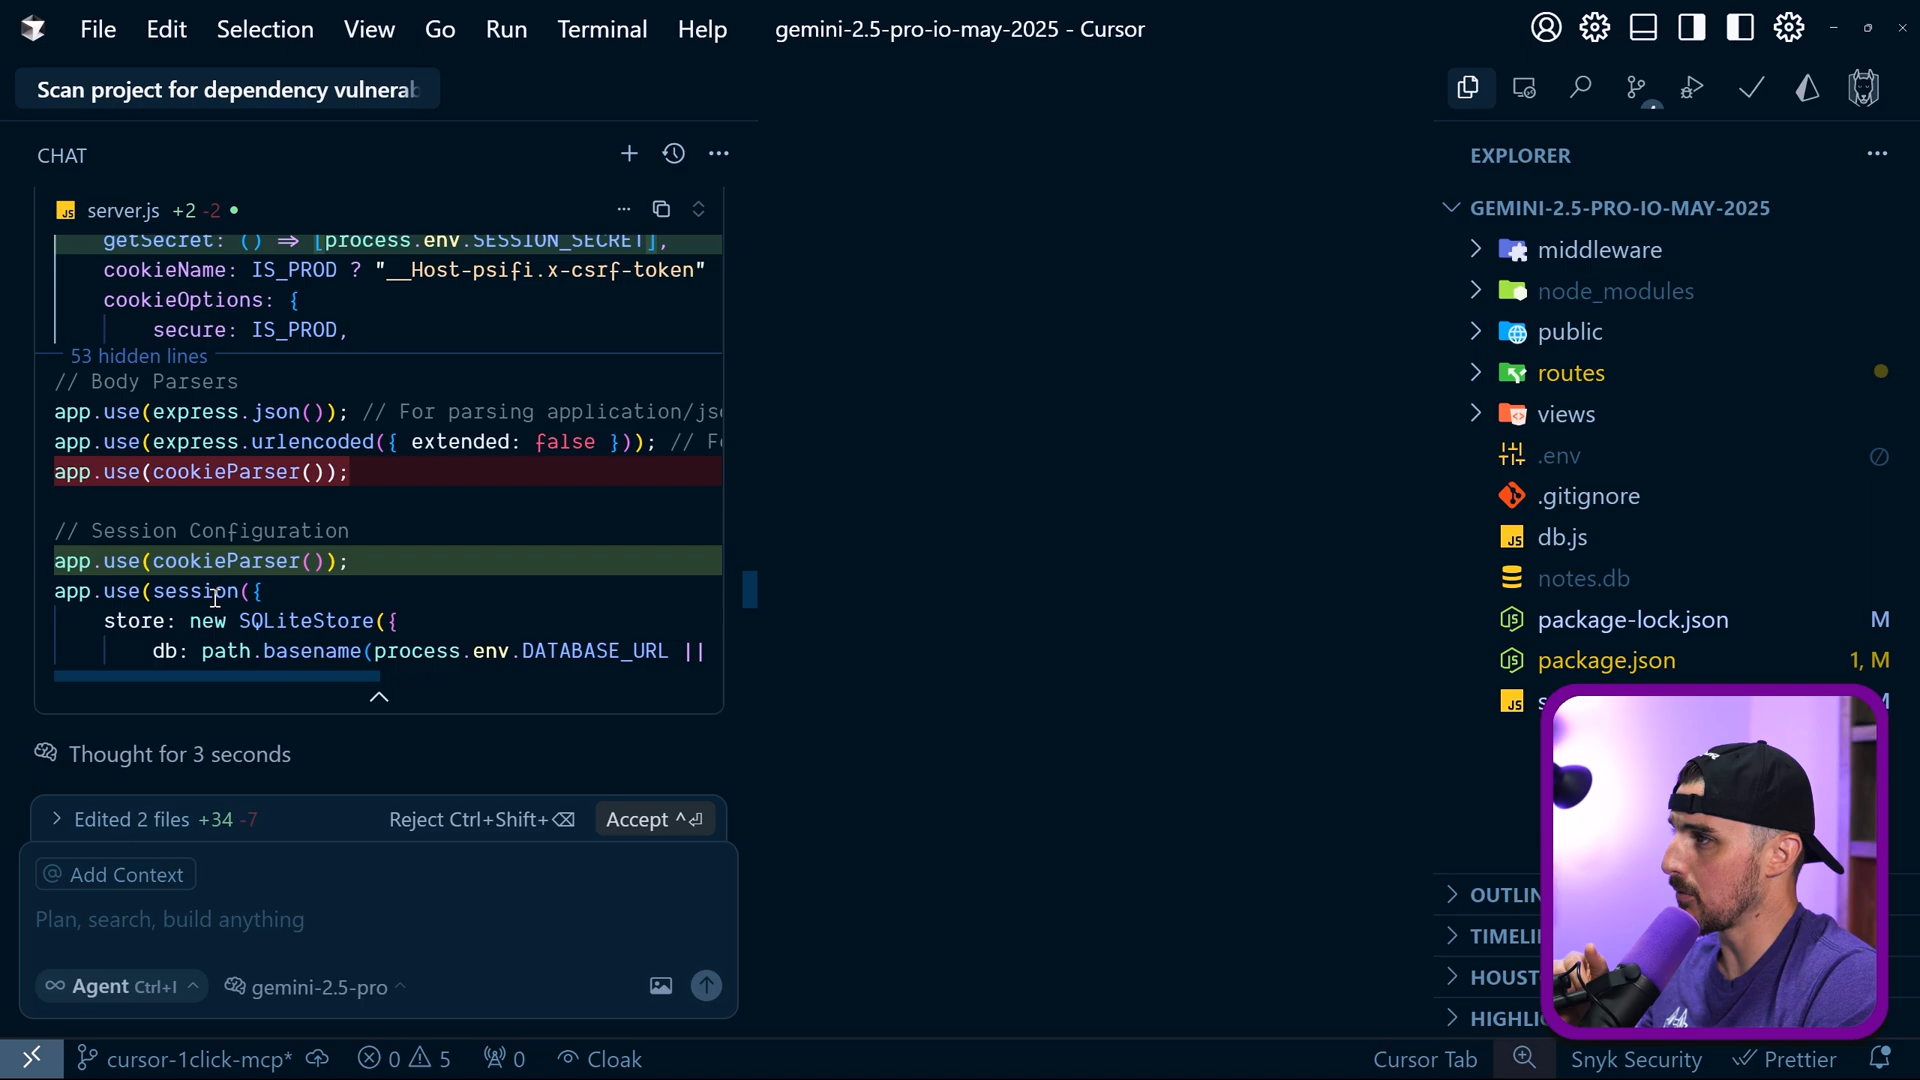 File Edit Selection View Go Run Terminal Help gemini-2.5-pro-io-may-2025 - Cursor
Scan project for dependency vulnerab
CHAT
server.js +2 -2
getSecret: () => [process.env.SESSION_SECRET],
cookieName: IS_PROD ? "__Host-psifi.x-csrf-token"
cookieOptions: {
secure: IS_PROD,
53 hidden lines
// Body Parsers
app.use(express.json()); // For parsing application/jso
app.use(express.urlencoded({ extended: false })); // Fo
app.use(cookieParser());
// Session Configuration
app.use(cookieParser());
app.use(session({
store: new SQLiteStore({
db: path.basename(process.env.DATABASE_URL ||
Thought for 3 seconds
Edited 2 files +34 -7 Reject Ctrl+Shift+⌫ Accept ^⏎
@ Add Context
Plan, search, build anything
∞ Agent Ctrl+I gemini-2.5-pro
EXPLORER
GEMINI-2.5-PRO-IO-MAY-2025
middleware
node_modules
public
routes
views
.env
.gitignore
JS db.js
notes.db
package-lock.json M
package.json 1, M
JS s
OUTLIN
TIMELI
HOUST
HIGHLI
cursor-1click-mcp* 0 5 0 Cloak Cursor Tab Snyk Security Prettier